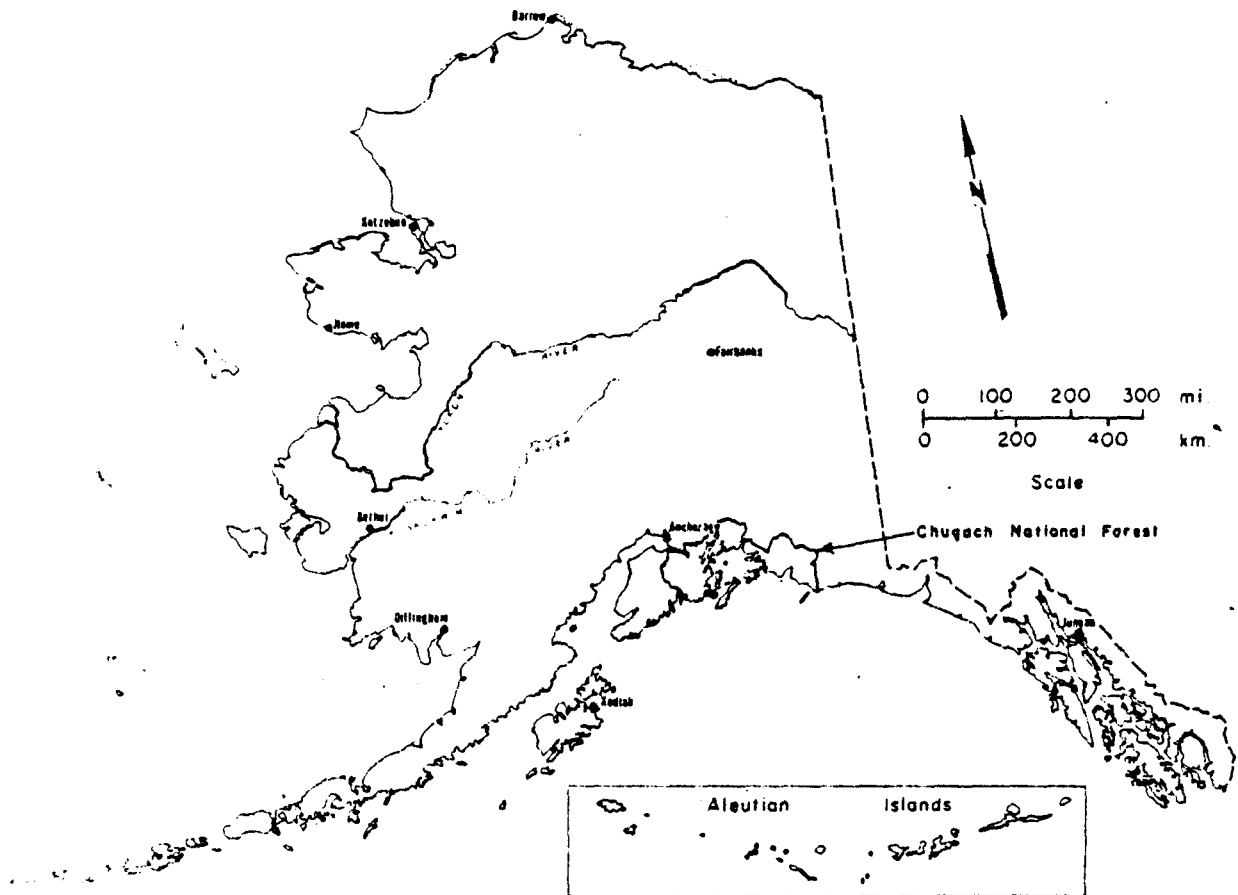 Barrow
Kotzebue
Nome
Fairbanks
RIVER
YUKON
RIVER
Bethel
Anchorage
Dillingham
Kodiak
Juneau
N
0 100 200 300 mi.
0 200 400 km.
Scale
Chugach National Forest
Aleutian Islands